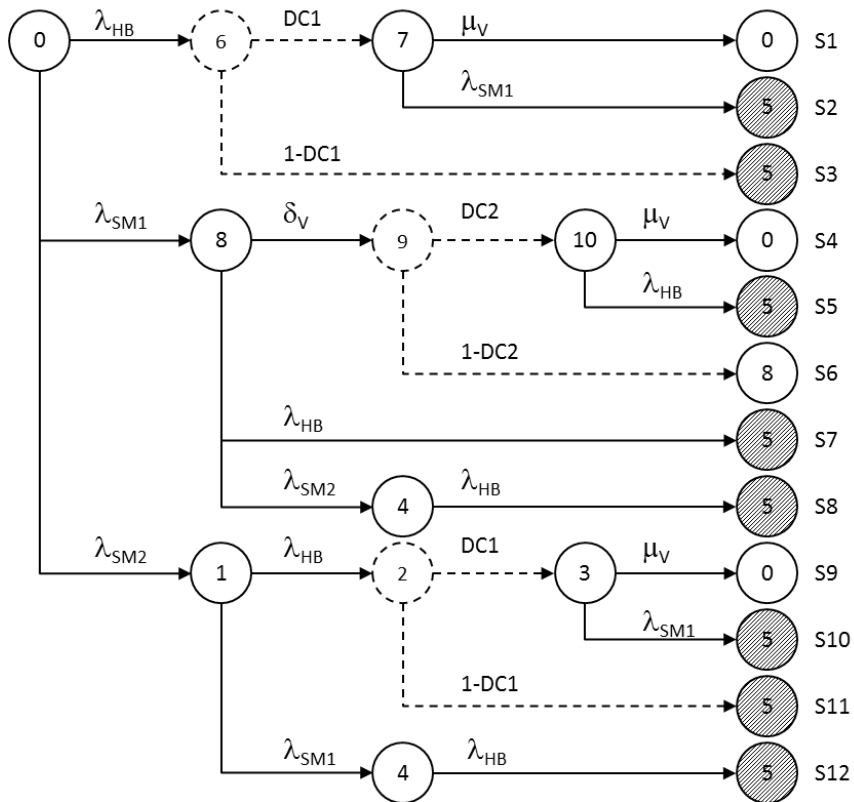 0 λHB 6 DC1 7 μV 0 S1
λSM1 5 S2
1-DC1 5 S3
λSM1 8 δV 9 DC2 10 μV 0 S4
λHB 5 S5
1-DC2 8 S6
λHB 5 S7
λSM2 4 λHB 5 S8
λSM2 1 λHB 2 DC1 3 μV 0 S9
λSM1 5 S10
1-DC1 5 S11
λSM1 4 λHB 5 S12